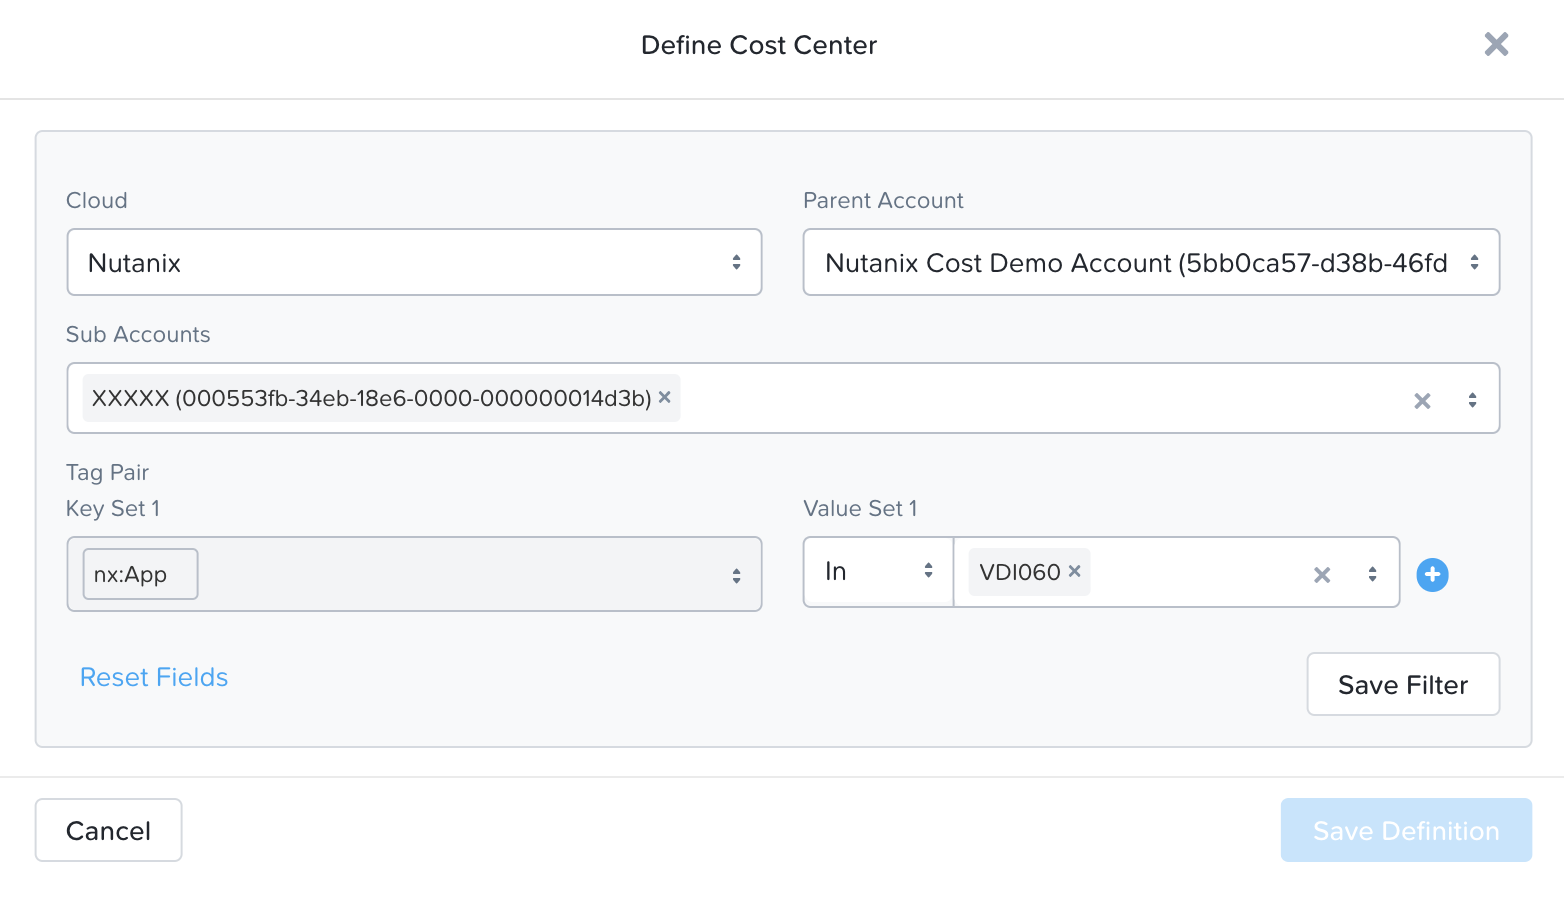 Define Cost Center
Cloud
Parent Account
Nutanix
Nutanix Cost Demo Account (5bb0ca57-d38b-46fd
Sub Accounts
XXXXX (000553fb-34eb-18e6-0000-000000014d3b)
Tag Pair
Key Set 1
Value Set 1
nx:App
In
VDI060
Reset Fields
Save Filter
Cancel
Save Definition